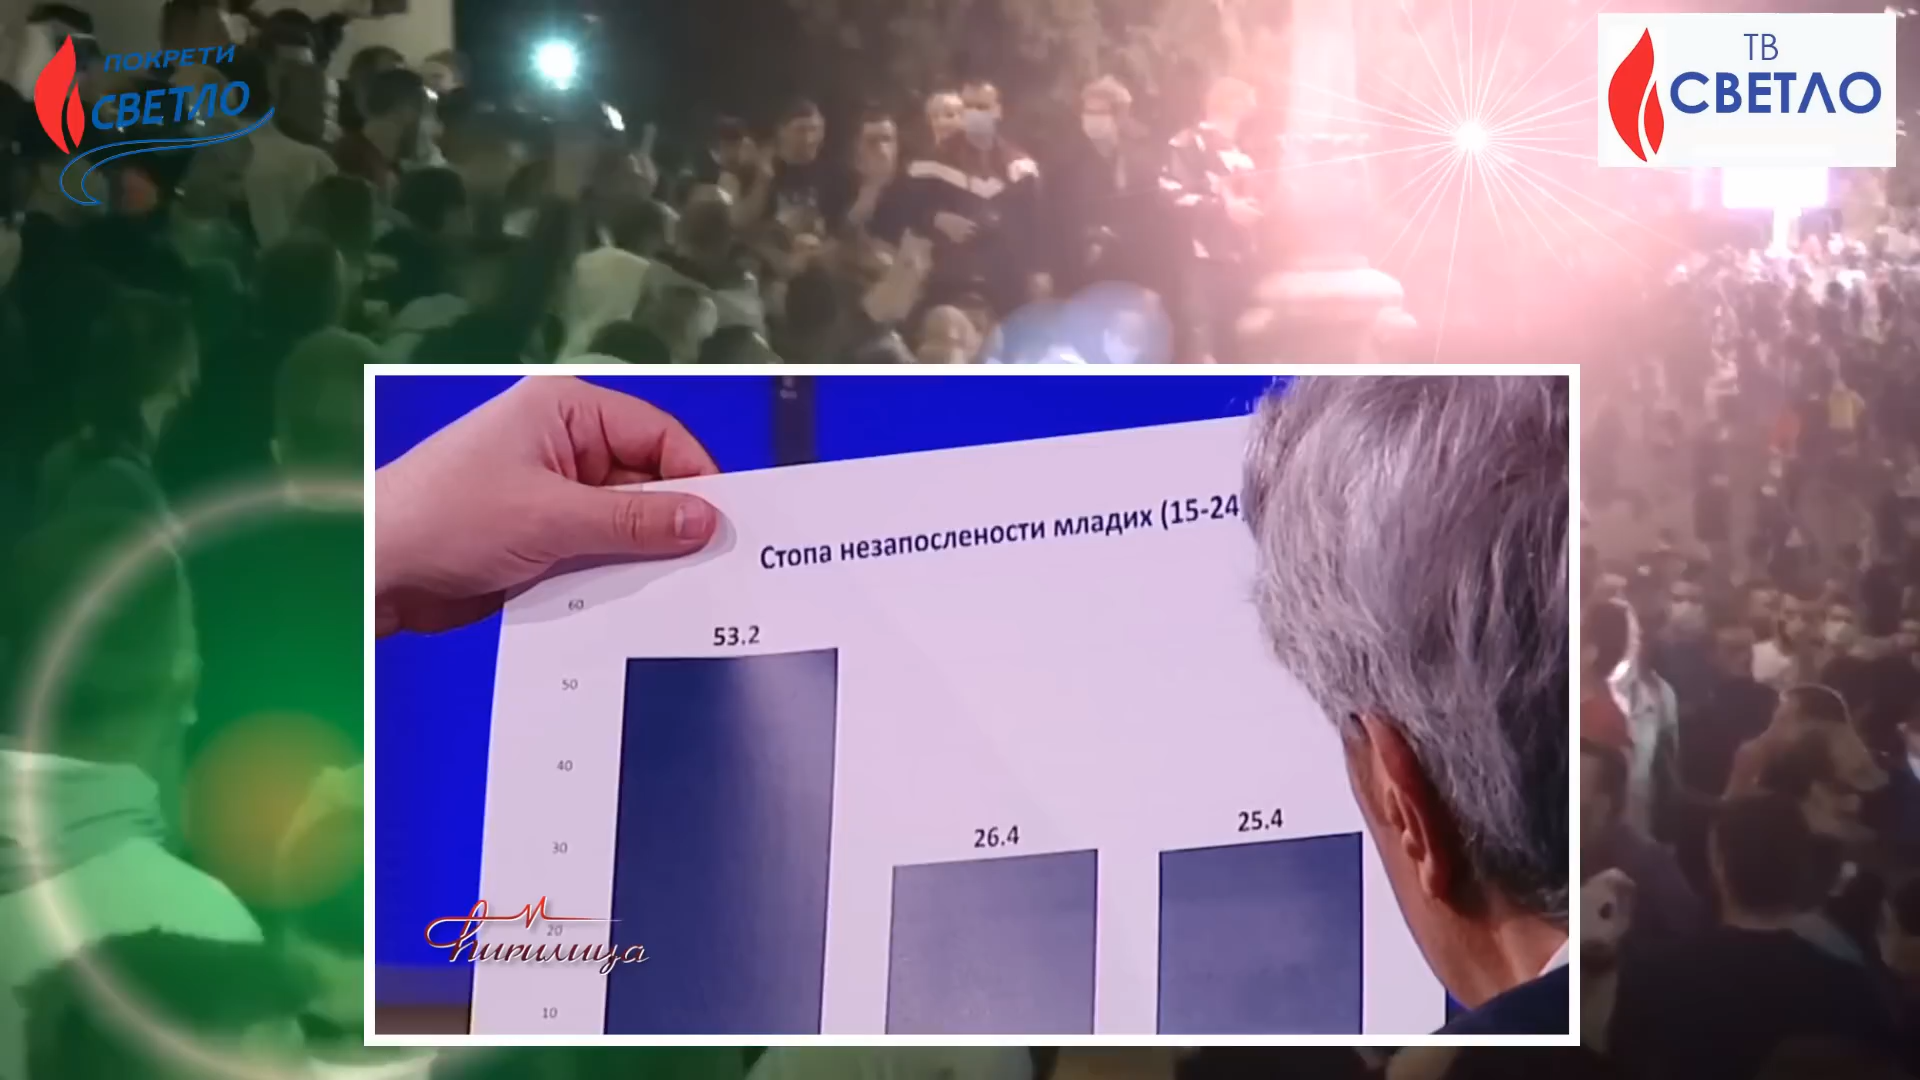 ПОКРЕТИ
СВЕТЛО
ТВ
СВЕТЛО
Стопа незапослености младих (15-24)
60
53.2
50
40
30
26.4
25.4
20
Ћирилица
10